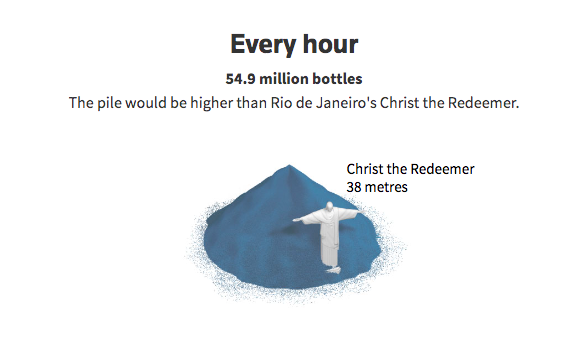 Every hour
54.9 million bottles
The pile would be higher than Rio de Janeiro's Christ the Redeemer.
Christ the Redeemer
38 metres